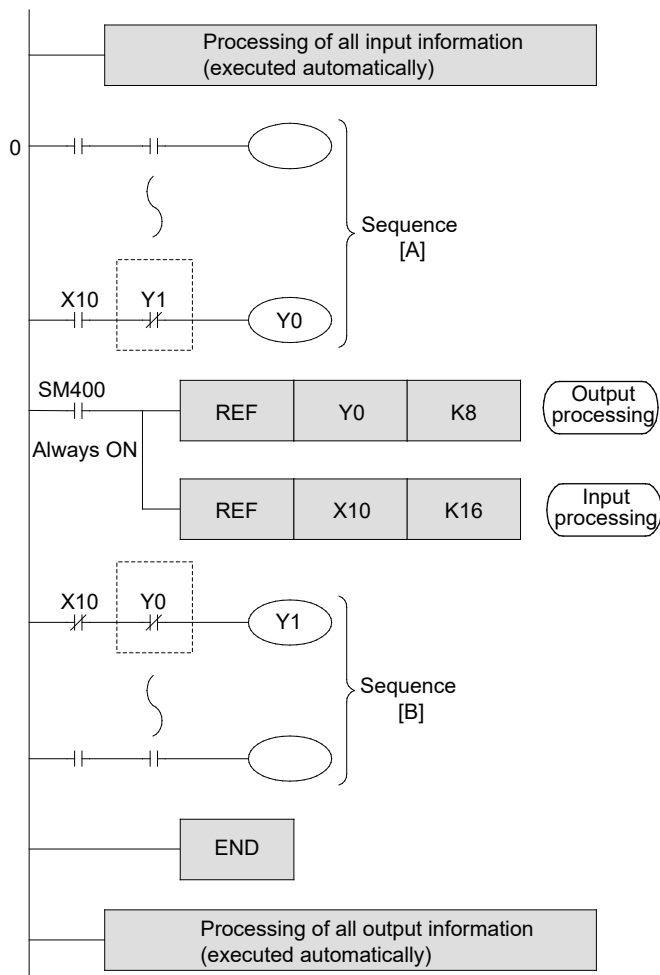 Processing of all input information
(executed automatically)
0
Sequence
[A]
X10 Y1
Y0
SM400
REF Y0 K8
Output
processing
Always ON
REF X10 K16
Input
processing
X10 Y0
Y1
Sequence
[B]
END
Processing of all output information
(executed automatically)